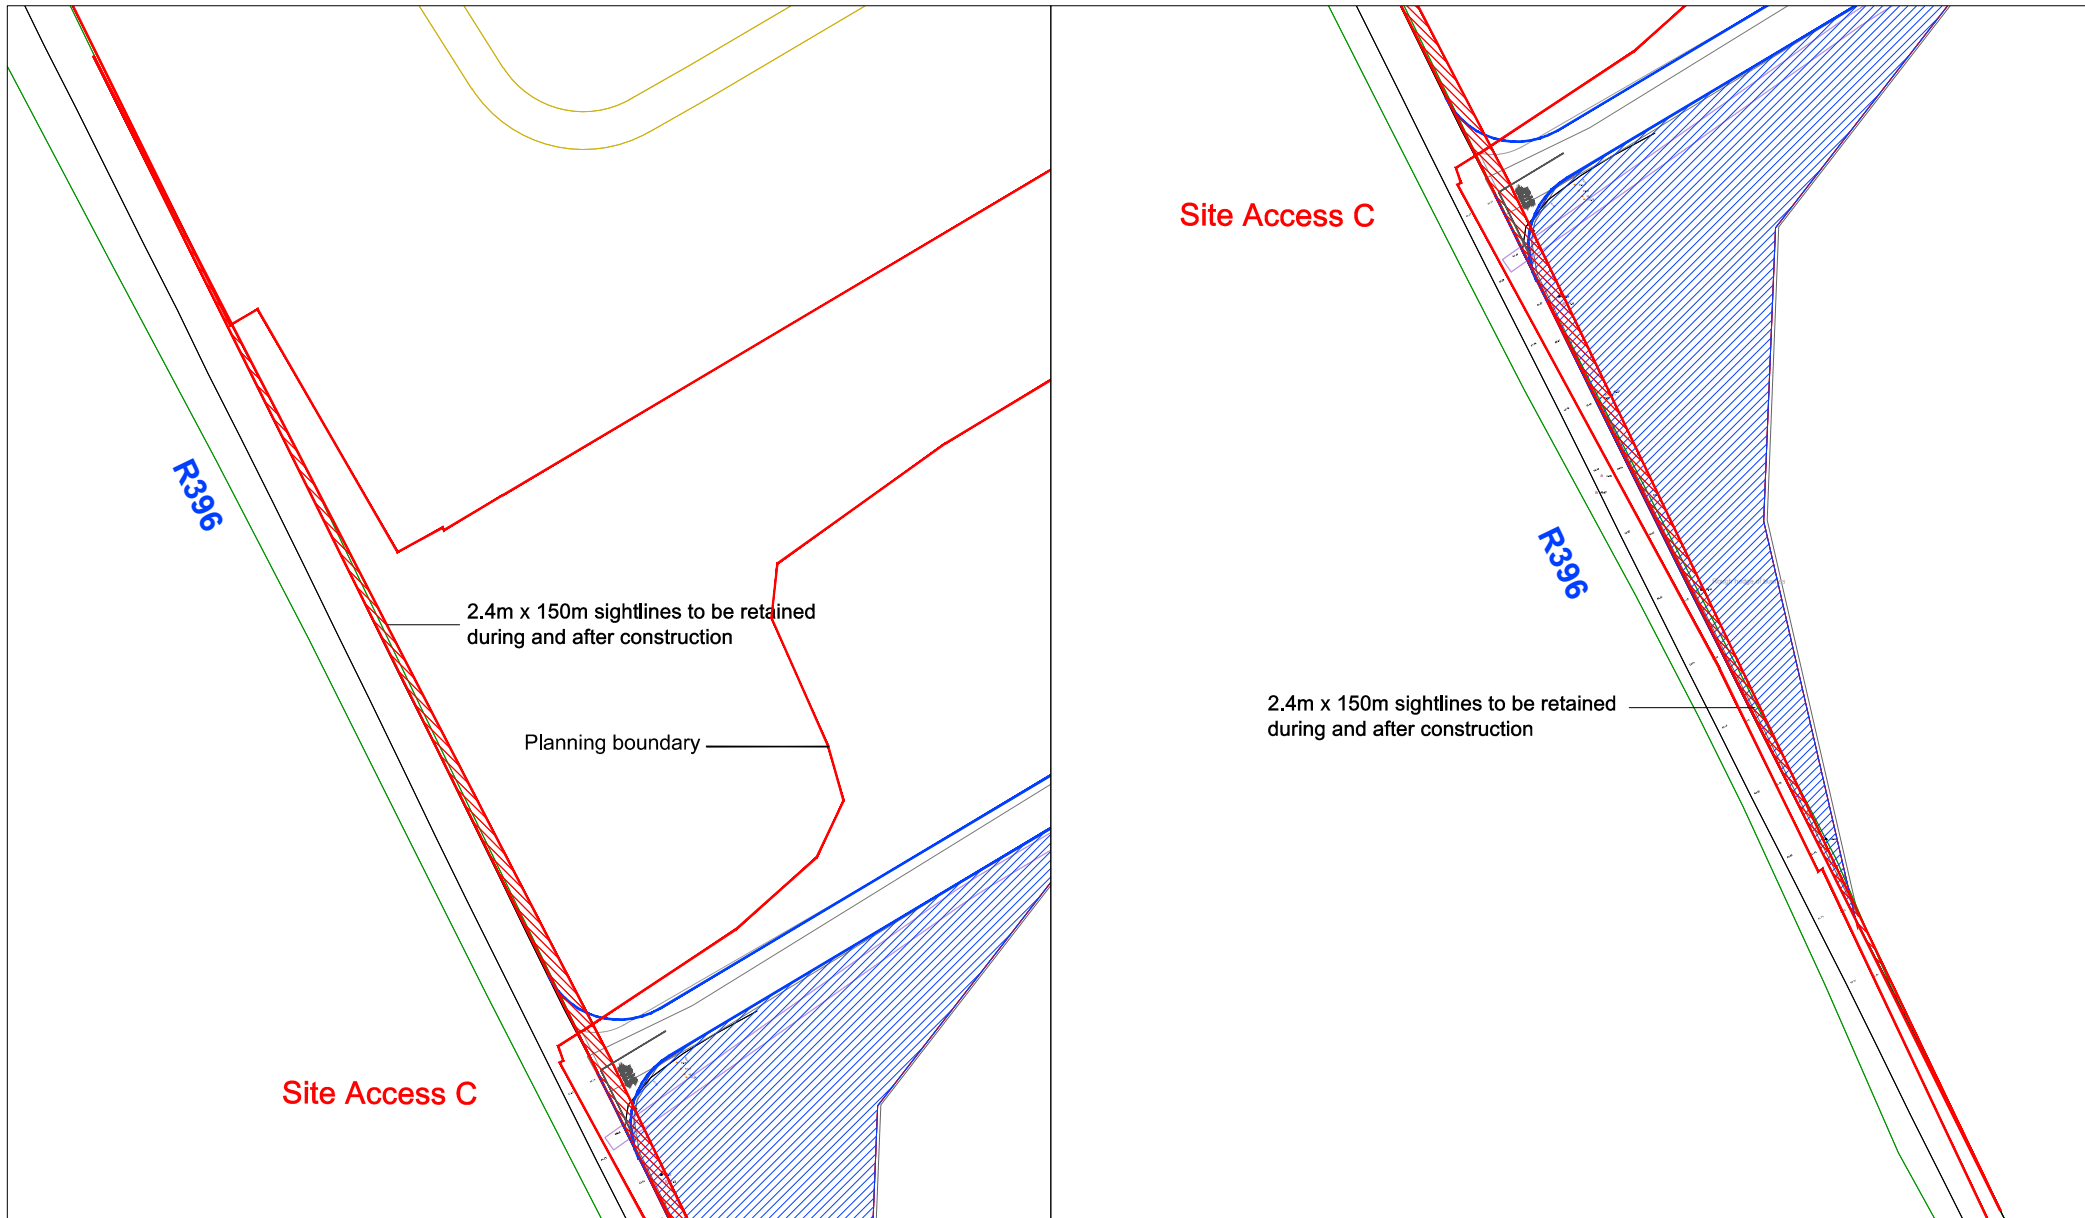 R396
2.4m x 150m sightlines to be retained
during and after construction
Planning boundary
Site Access C
Site Access C
R396
2.4m x 150m sightlines to be retained
during and after construction